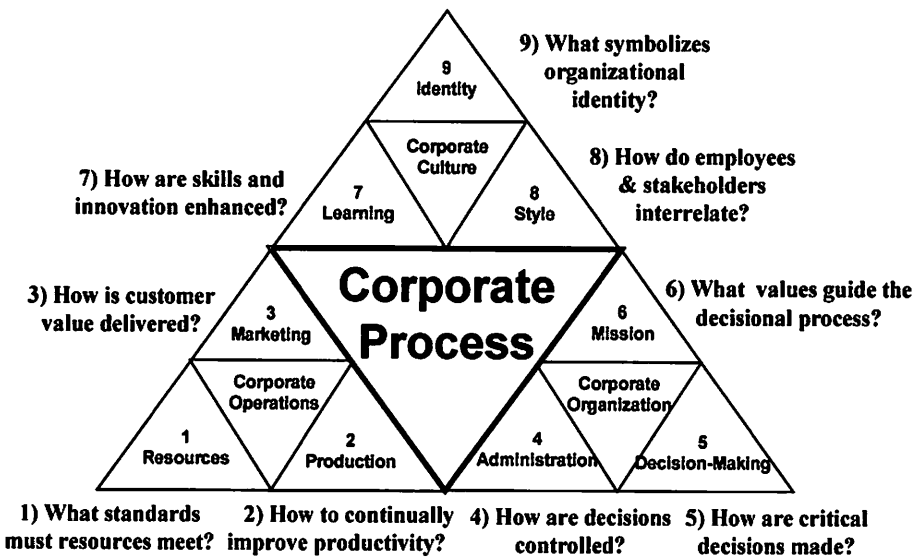 9
Identity
9) What symbolizes
organizational
identity?
Corporate
Culture
7) How are skills and
innovation enhanced?
7
Learning
8
Style
8) How do employees
& stakeholders
interrelate?
Corporate
Process
3) How is customer
value delivered?
3
Marketing
6
Mission
6) What values guide the
decisional process?
Corporate
Operations
Corporate
Organization
1
Resources
2
Production
4
Administration
5
Decision-Making
1) What standards
must resources meet?
2) How to continually
improve productivity?
4) How are decisions
controlled?
5) How are critical
decisions made?